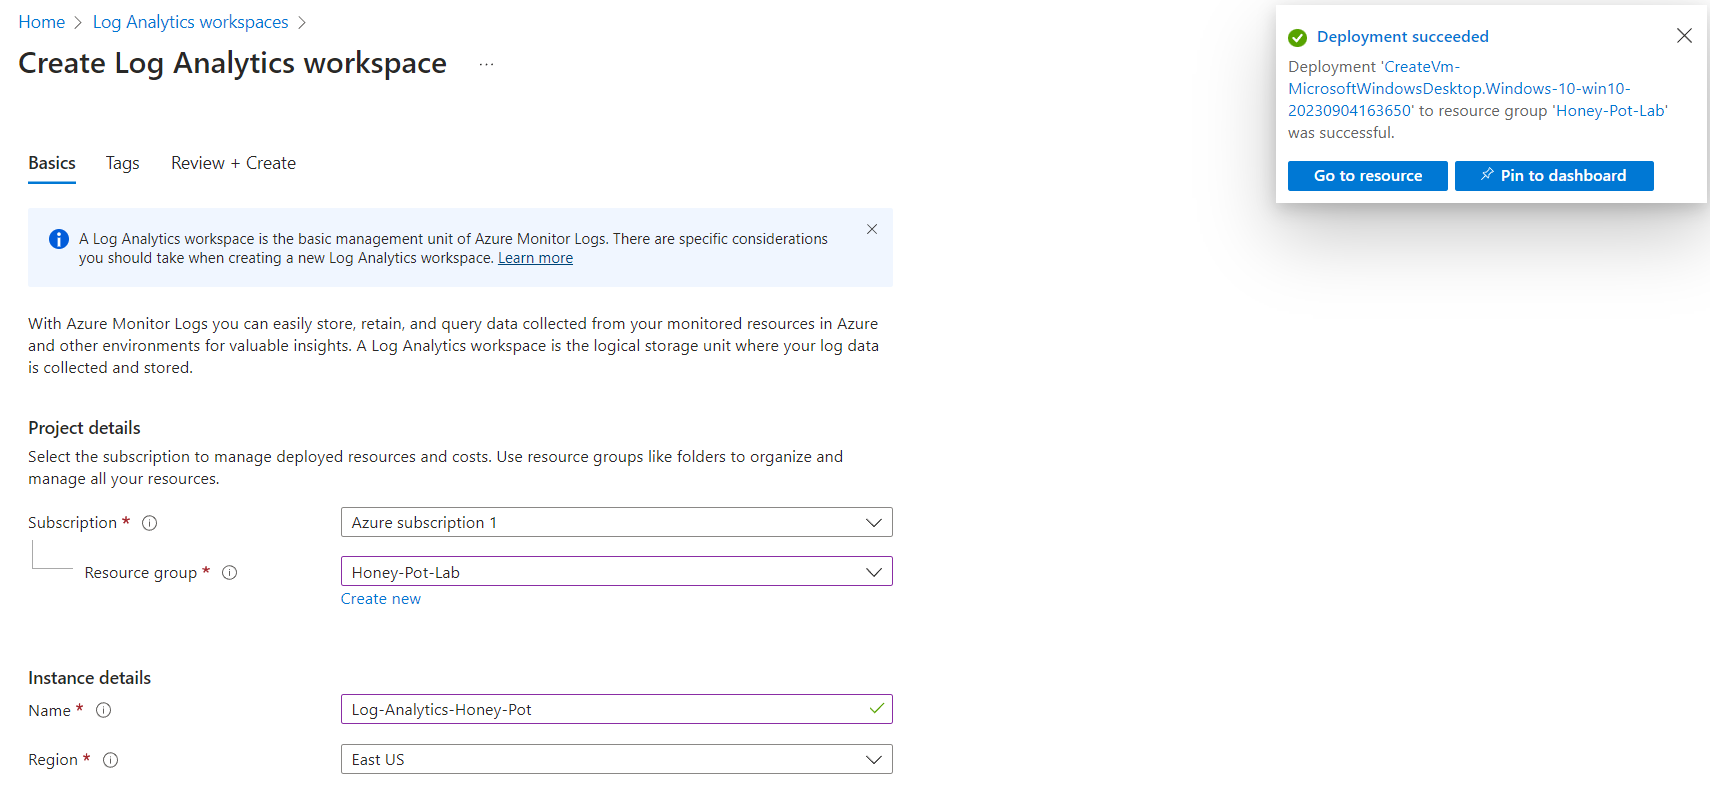 Home > Log Analytics workspaces >
Create Log Analytics workspace ...
Deployment succeeded
Deployment 'CreateVm-
MicrosoftWindowsDesktop.Windows-10-win10-
20230904163650' to resource group 'Honey-Pot-Lab'
was successful.
Go to resource
Pin to dashboard
Basics Tags Review + Create
A Log Analytics workspace is the basic management unit of Azure Monitor Logs. There are specific considerations
you should take when creating a new Log Analytics workspace. Learn more
With Azure Monitor Logs you can easily store, retain, and query data collected from your monitored resources in Azure
and other environments for valuable insights. A Log Analytics workspace is the logical storage unit where your log data
is collected and stored.
Project details
Select the subscription to manage deployed resources and costs. Use resource groups like folders to organize and
manage all your resources.
Subscription * Azure subscription 1
Resource group * Honey-Pot-Lab
Create new
Instance details
Name * Log-Analytics-Honey-Pot
Region * East US